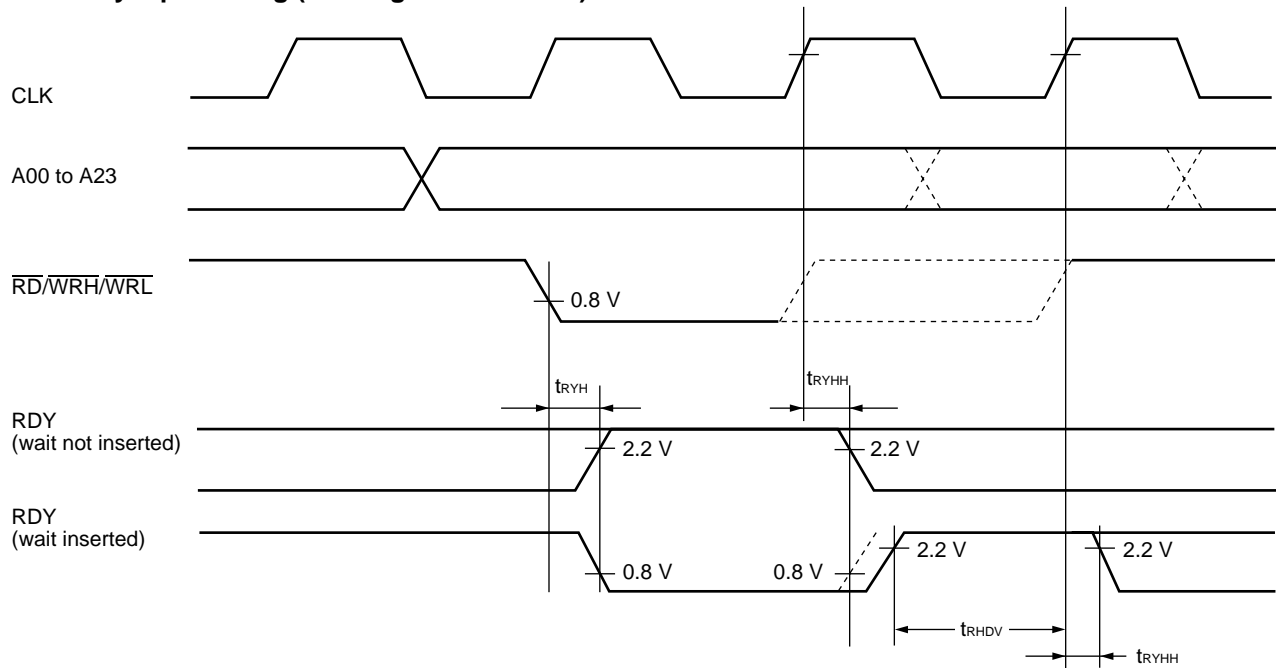 CLK
A00 to A23
RD/WRH/WRL
0.8 V
tRYH
tRYHH
RDY
(wait not inserted)
2.2 V
2.2 V
RDY
(wait inserted)
0.8 V
0.8 V
2.2 V
2.2 V
tRHDV
tRYHH